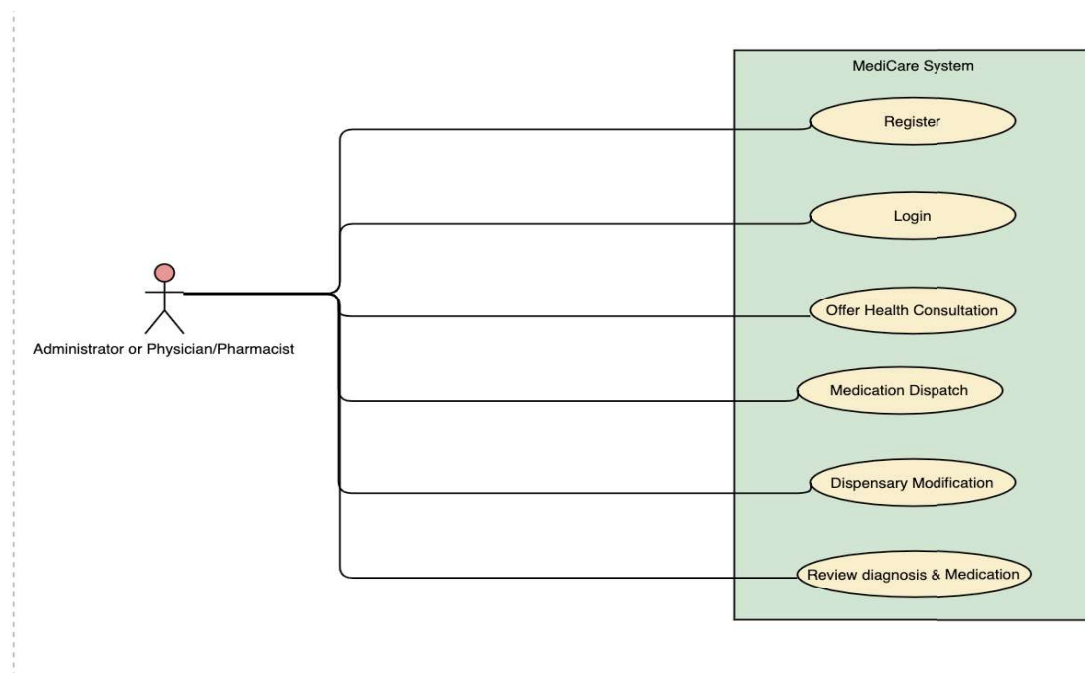 MediCare System
Register
Login
Offer Health Consultation
Administrator or Physician/Pharmacist
Medication Dispatch
Dispensary Modification
Review diagnosis & Medication